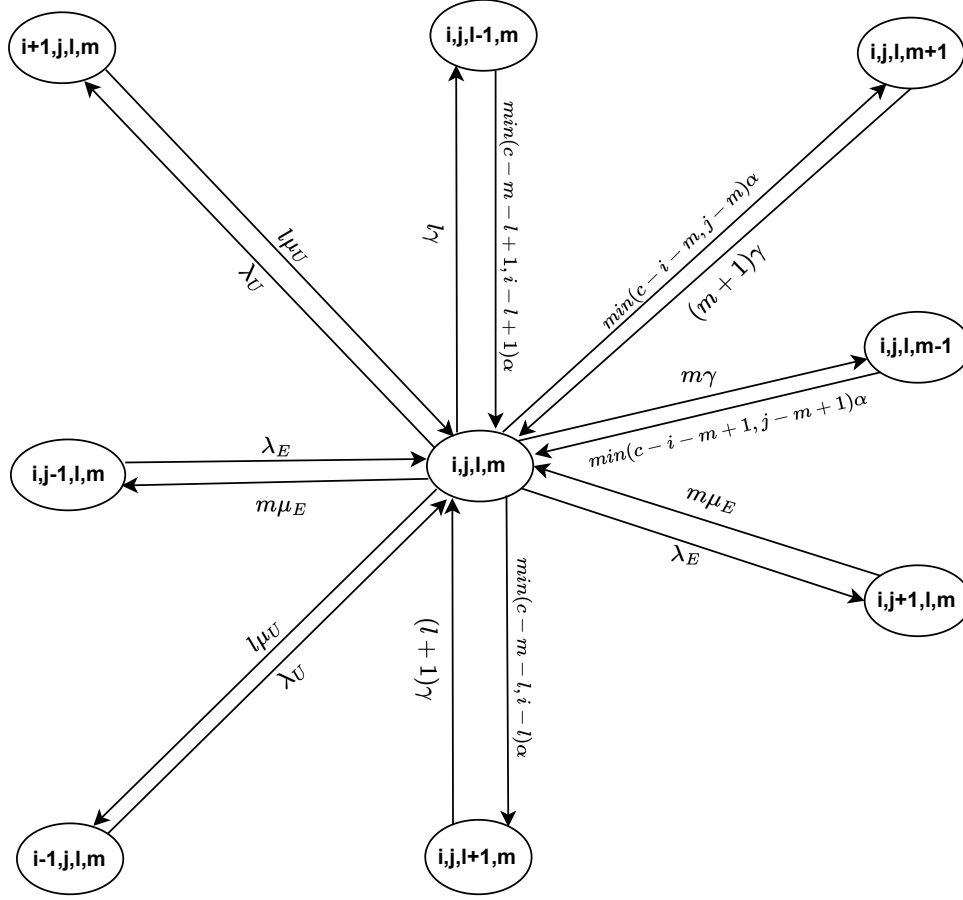 i+1,j,l,m
i,j,l-1,m
i,j,l,m+1
lμ_U
λ_U
lγ
min(c − m − l + 1, i − l + 1)α
min(c − i − m, j − m)α
(m + 1)γ
i,j,l,m-1
mγ
min(c − i − m + 1, j − m + 1)α
i,j-1,l,m
λ_E
mμ_E
i,j,l,m
mμ_E
λ_E
i,j+1,l,m
lμ_U
λ_U
(l + 1)γ
min(c − m − l, i − l)α
i-1,j,l,m
i,j,l+1,m